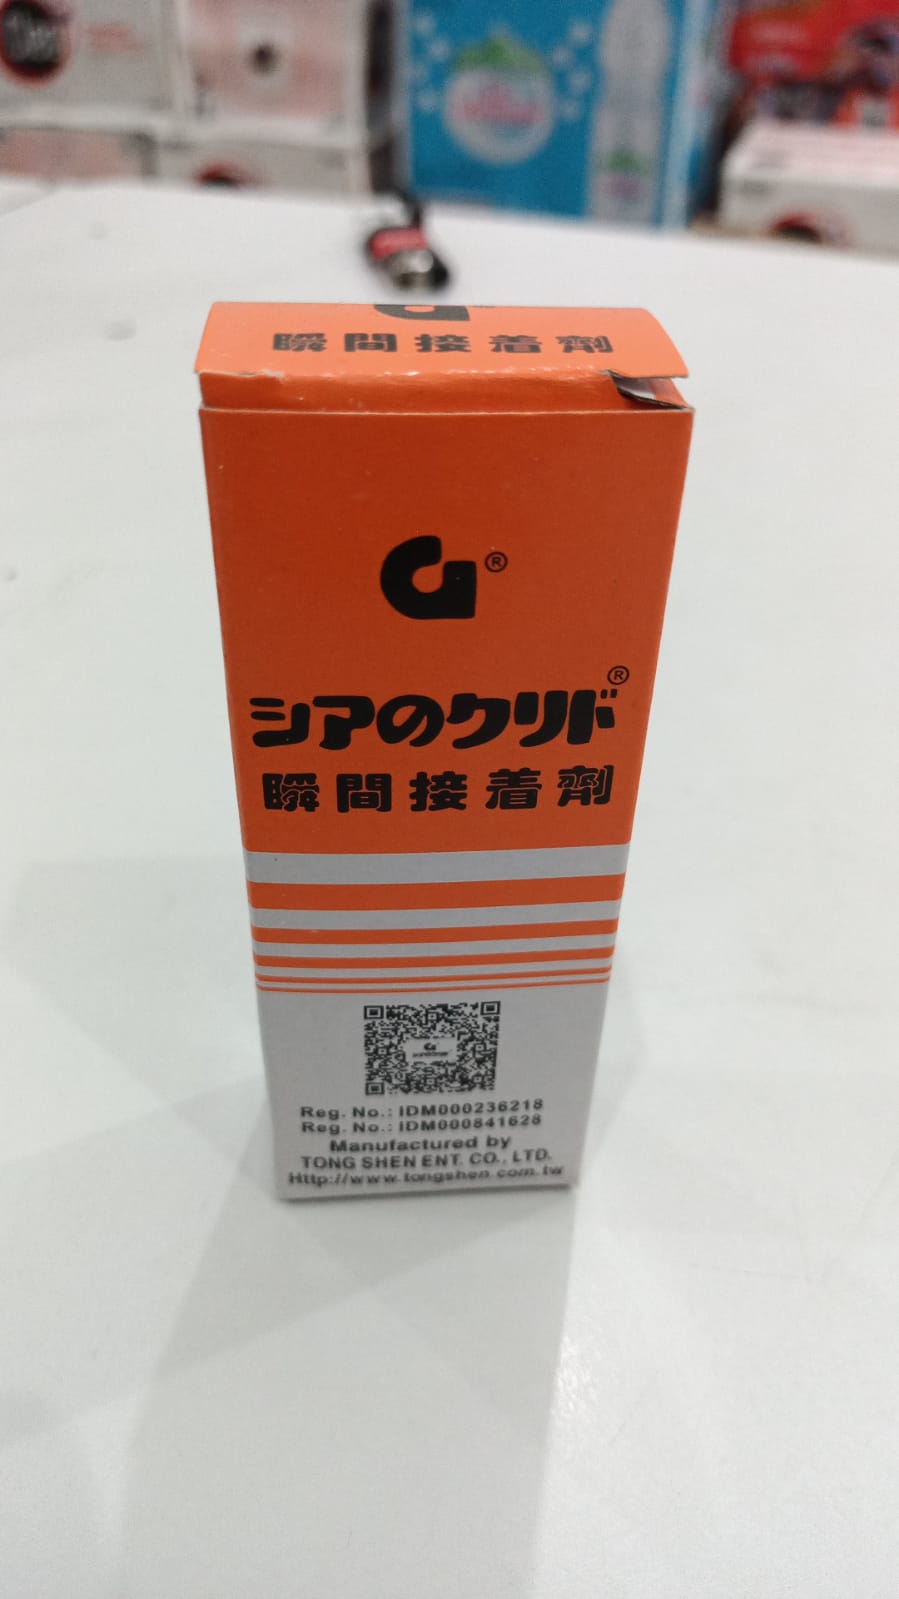 瞬間接着劑
®
シアのクリド®
瞬間接着劑
Reg. No.: IDM000236218
Reg. No.: IDM000841628
Manufactured by
TONG SHEN ENT. CO., LTD.
Http://www.tongshen.com.tw